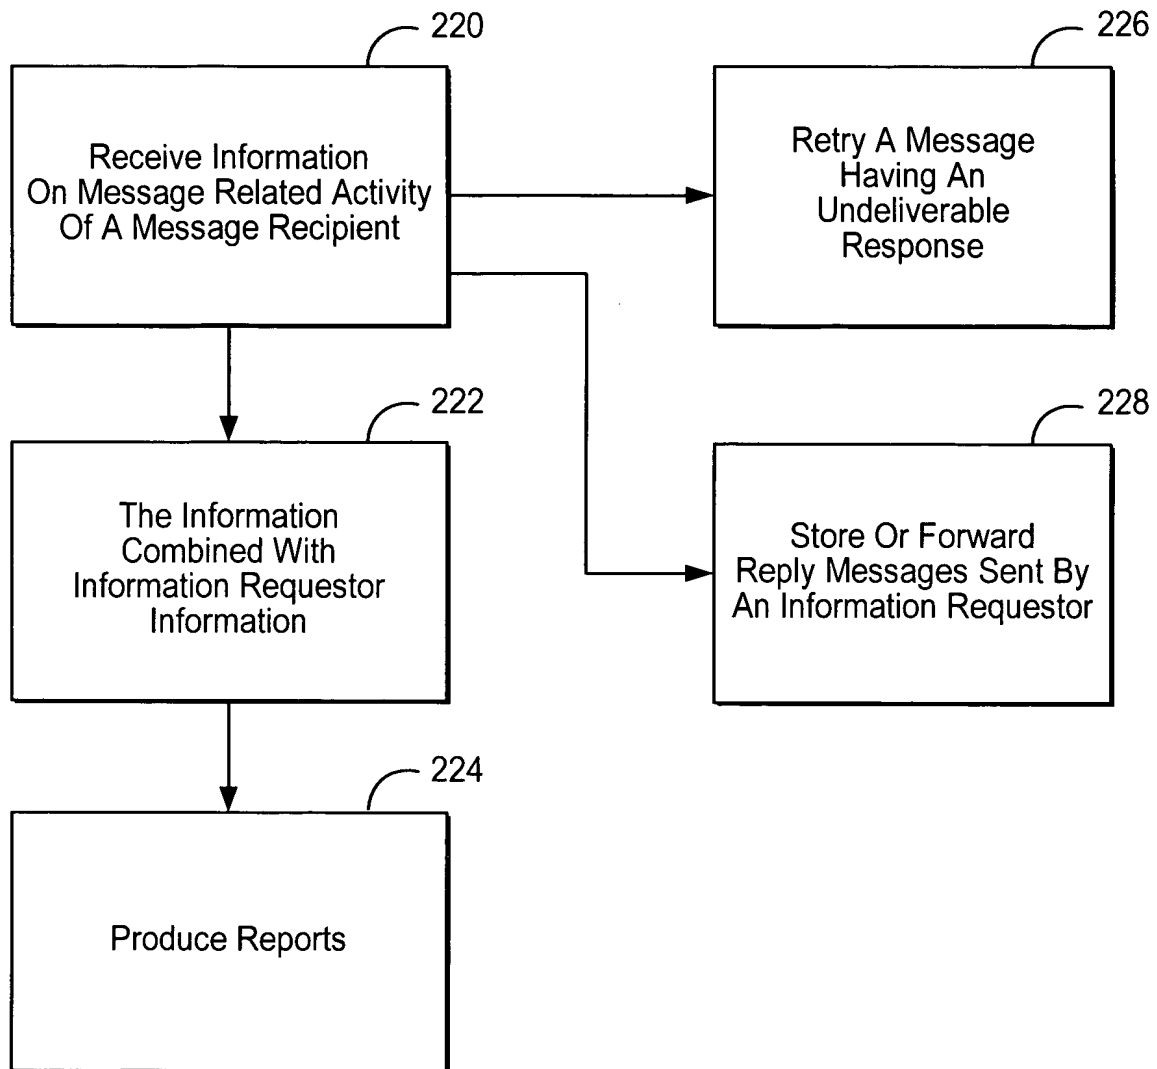 220
Receive Information
On Message Related Activity
Of A Message Recipient
226
Retry A Message
Having An
Undeliverable
Response
222
The Information
Combined With
Information Requestor
Information
228
Store Or Forward
Reply Messages Sent By
An Information Requestor
224
Produce Reports